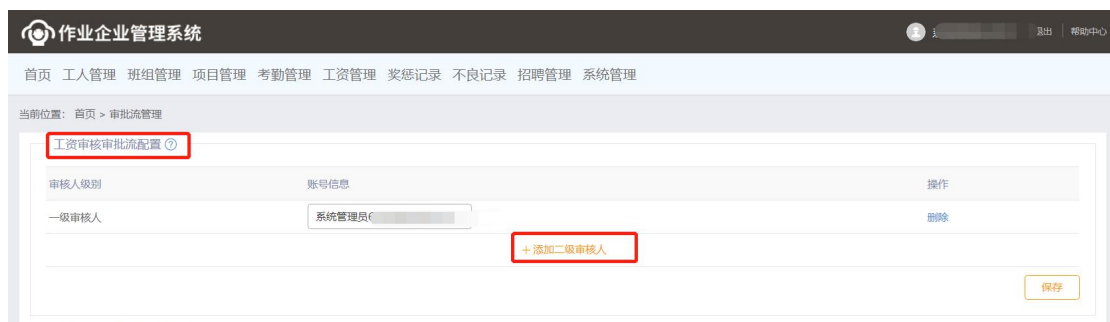 作业企业管理系统
退出 | 帮助中心
首页 工人管理 班组管理 项目管理 考勤管理 工资管理 奖惩记录 不良记录 招聘管理 系统管理
当前位置： 首页 > 审批流管理
工资审核审批流配置 ?
审核人级别 账号信息 操作
一级审核人 系统管理员 删除
+添加二级审核人
保存